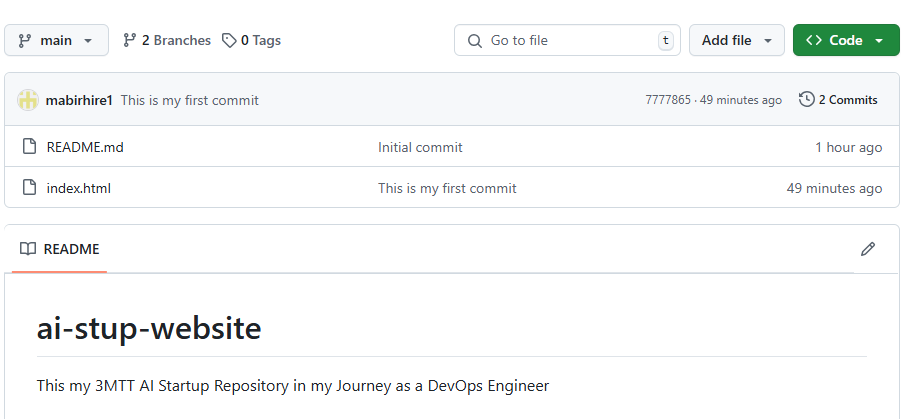 main 2 Branches 0 Tags Go to file t Add file Code
mabirhire1 This is my first commit 7777865 · 49 minutes ago 2 Commits
README.md Initial commit 1 hour ago
index.html This is my first commit 49 minutes ago
README
ai-stup-website
This my 3MTT AI Startup Repository in my Journey as a DevOps Engineer